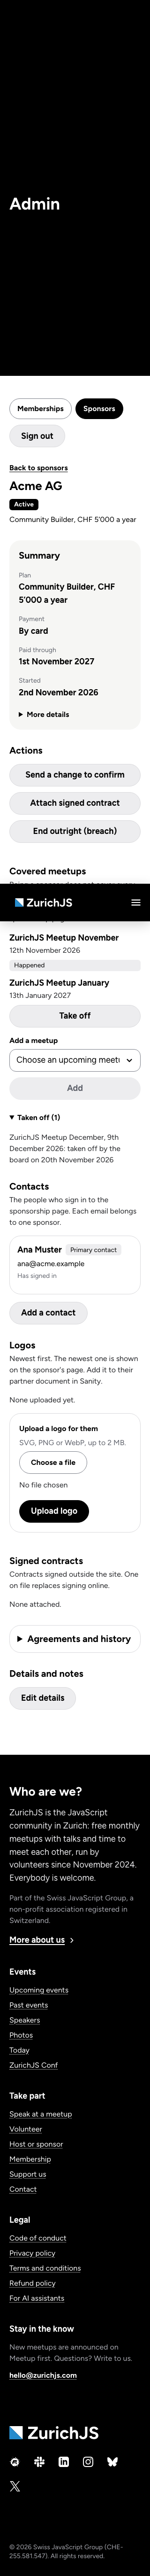 Admin
Memberships
Sponsors
Sign out
Back to sponsors
Acme AG
Active
Community Builder, CHF 5’000 a year
Summary
Plan
Community Builder, CHF
5’000 a year
Payment
By card
Paid through
1st November 2027
Started
2nd November 2026
More details
Actions
Send a change to confirm
Attach signed contract
End outright (breach)
Covered meetups
ZurichJS
ZurichJS Meetup November
12th November 2026
Happened
ZurichJS Meetup January
13th January 2027
Take off
Add a meetup
Choose an upcoming meetu
Add
Taken off (1)
ZurichJS Meetup December, 9th
December 2026: taken off by the
board on 20th November 2026
Contacts
The people who sign in to the
sponsorship page. Each email belongs
to one sponsor.
Ana Muster
Primary contact
ana@acme.example
Has signed in
Add a contact
Logos
Newest first. The newest one is shown
on the sponsor's page. Add it to their
partner document in Sanity.
None uploaded yet.
Upload a logo for them
SVG, PNG or WebP, up to 2 MB.
Choose a file
No file chosen
Upload logo
Signed contracts
Contracts signed outside the site. One
on file replaces signing online.
None attached.
Agreements and history
Details and notes
Edit details
Who are we?
ZurichJS is the JavaScript
community in Zurich: free monthly
meetups with talks and time to
meet each other, run by
volunteers since November 2024.
Everybody is welcome.
Part of the Swiss JavaScript Group, a
non-profit association registered in
Switzerland.
More about us
Events
Upcoming events
Past events
Speakers
Photos
Today
ZurichJS Conf
Take part
Speak at a meetup
Volunteer
Host or sponsor
Membership
Support us
Contact
Legal
Code of conduct
Privacy policy
Terms and conditions
Refund policy
For AI assistants
Stay in the know
New meetups are announced on
Meetup first. Questions? Write to us.
hello@zurichjs.com
ZurichJS
© 2026 Swiss JavaScript Group (CHE-
255.581.547). All rights reserved.